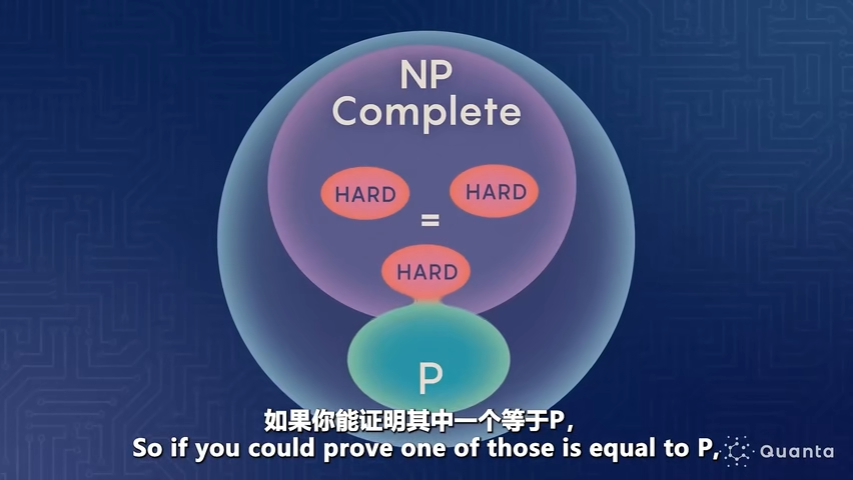 NP
Complete
HARD
HARD
=
HARD
P
如果你能证明其中一个等于P,
So if you could prove one of those is equal to P,
Quanta